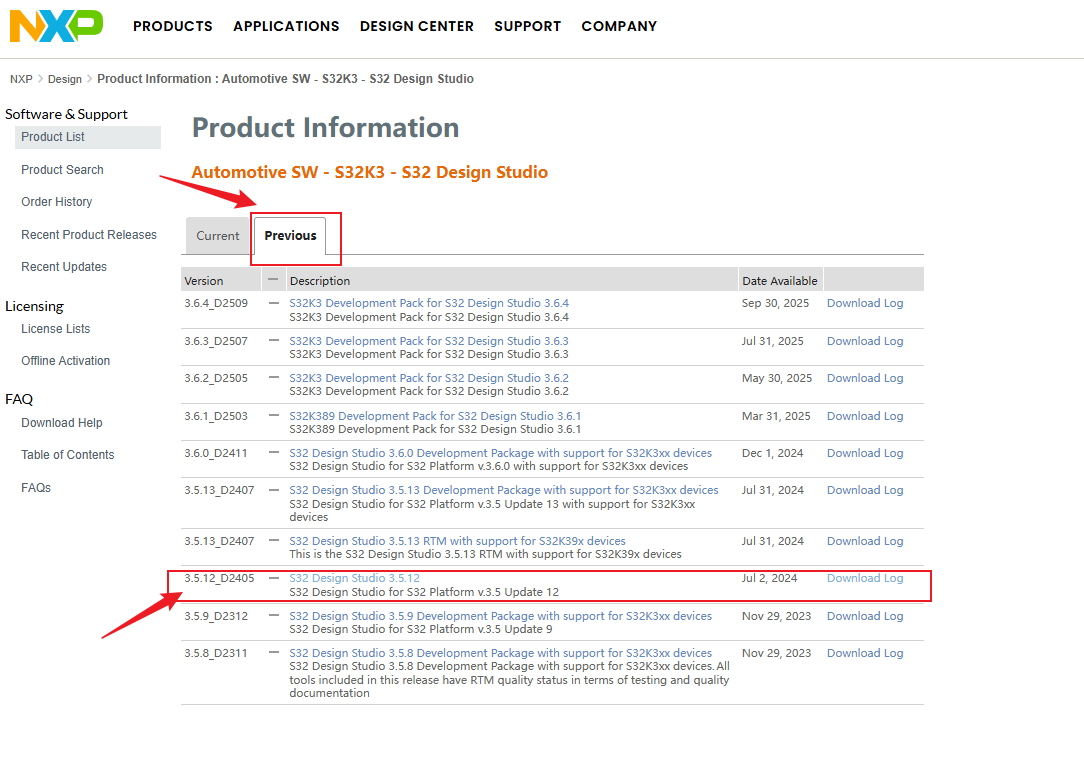 NXP
PRODUCTS APPLICATIONS DESIGN CENTER SUPPORT COMPANY
NXP > Design > Product Information : Automotive SW - S32K3 - S32 Design Studio
Software & Support
Product List
Product Search
Order History
Recent Product Releases
Recent Updates
Licensing
License Lists
Offline Activation
FAQ
Download Help
Table of Contents
FAQs
Product Information
Automotive SW - S32K3 - S32 Design Studio
Current Previous
Version — Description Date Available
3.6.4_D2509 — S32K3 Development Pack for S32 Design Studio 3.6.4 Sep 30, 2025 Download Log
S32K3 Development Pack for S32 Design Studio 3.6.4
3.6.3_D2507 — S32K3 Development Pack for S32 Design Studio 3.6.3 Jul 31, 2025 Download Log
S32K3 Development Pack for S32 Design Studio 3.6.3
3.6.2_D2505 — S32K3 Development Pack for S32 Design Studio 3.6.2 May 30, 2025 Download Log
S32K3 Development Pack for S32 Design Studio 3.6.2
3.6.1_D2503 — S32K389 Development Pack for S32 Design Studio 3.6.1 Mar 31, 2025 Download Log
S32K389 Development Pack for S32 Design Studio 3.6.1
3.6.0_D2411 — S32 Design Studio 3.6.0 Development Package with support for S32K3xx devices Dec 1, 2024 Download Log
S32 Design Studio for S32 Platform v.3.6.0 with support for S32K3xx devices
3.5.13_D2407 — S32 Design Studio 3.5.13 Development Package with support for S32K3xx devices Jul 31, 2024 Download Log
S32 Design Studio for S32 Platform v.3.5 Update 13 with support for S32K3xx
devices
3.5.13_D2407 — S32 Design Studio 3.5.13 RTM with support for S32K39x devices Jul 31, 2024 Download Log
This is the S32 Design Studio 3.5.13 RTM with support for S32K39x devices
3.5.12_D2405 — S32 Design Studio 3.5.12 Jul 2, 2024 Download Log
S32 Design Studio for S32 Platform v.3.5 Update 12
3.5.9_D2312 — S32 Design Studio 3.5.9 Development Package with support for S32K3xx devices Nov 29, 2023 Download Log
S32 Design Studio for S32 Platform v.3.5 Update 9
3.5.8_D2311 — S32 Design Studio 3.5.8 Development Package with support for S32K3xx devices Nov 29, 2023 Download Log
S32 Design Studio 3.5.8 Development Package with support for S32K3xx devices. All
tools included in this release have RTM quality status in terms of testing and quality
documentation